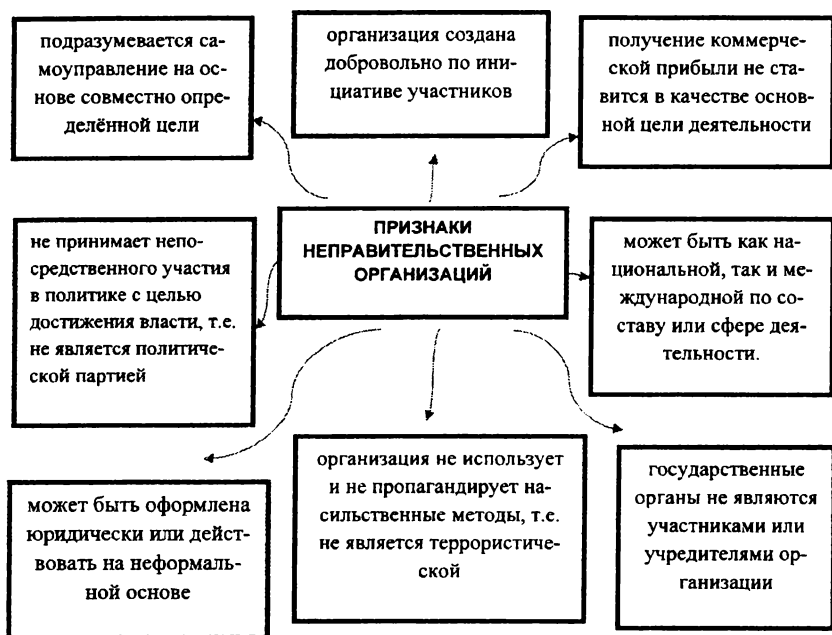 подразумевается са-
моуправление на ос-
нове совместно опре-
делённой цели
организация создана
добровольно по ини-
циативе участников
получение коммерче-
ской прибыли не ста-
вится в качестве основ-
ной цели деятельности
не принимает непо-
средственного участия
в политике с целью
достижения власти, т.е.
не является политиче-
ской партией
ПРИЗНАКИ
НЕПРАВИТЕЛЬСТВЕННЫХ
ОРГАНИЗАЦИЙ
может быть как на-
циональной, так и ме-
ждународной по со-
ставу или сфере дея-
тельности.
может быть оформлена
юридически или дейст-
вовать на неформаль-
ной основе
организация не использует
и не пропагандирует на-
сильственные методы, т.е.
не является террористиче-
ской
государственные
органы не являются
участниками или
учредителями ор-
ганизации